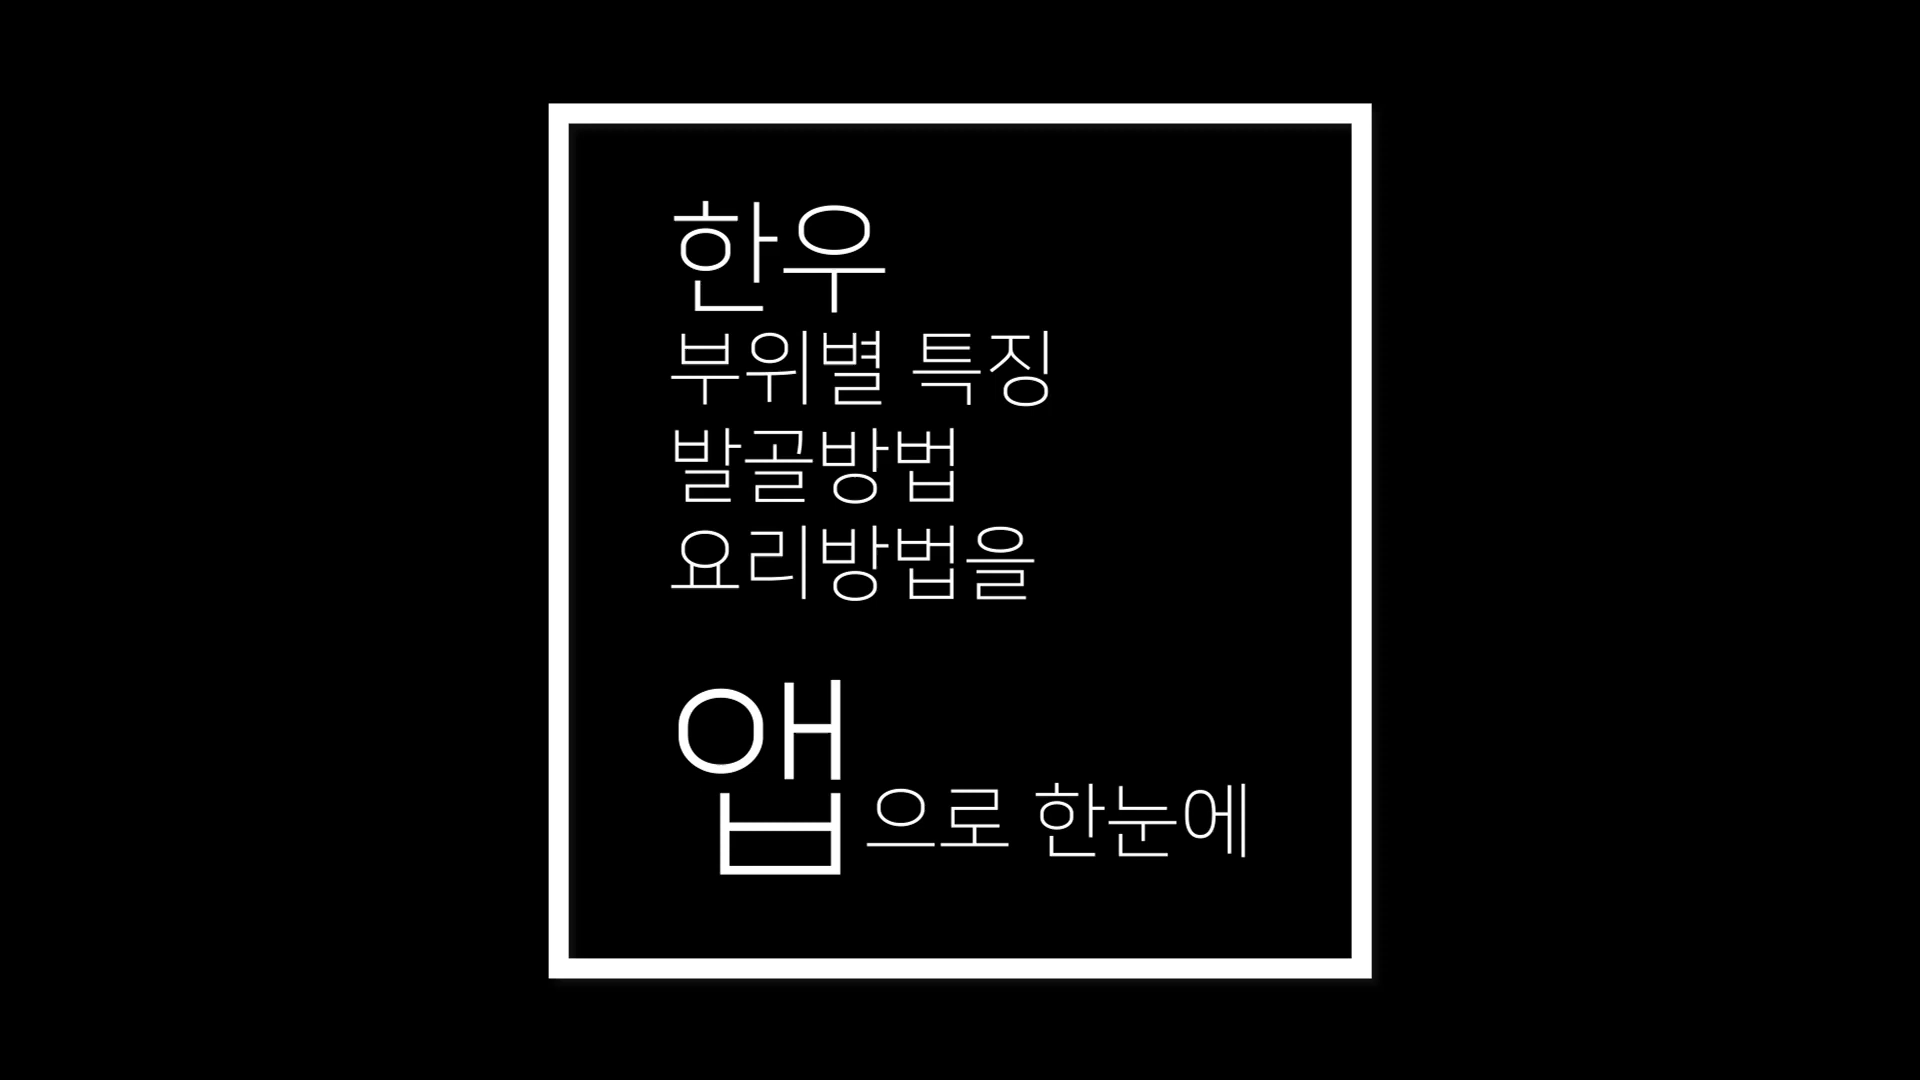 한우
부위별 특징
발골방법
요리방법을
앱으로 한눈에